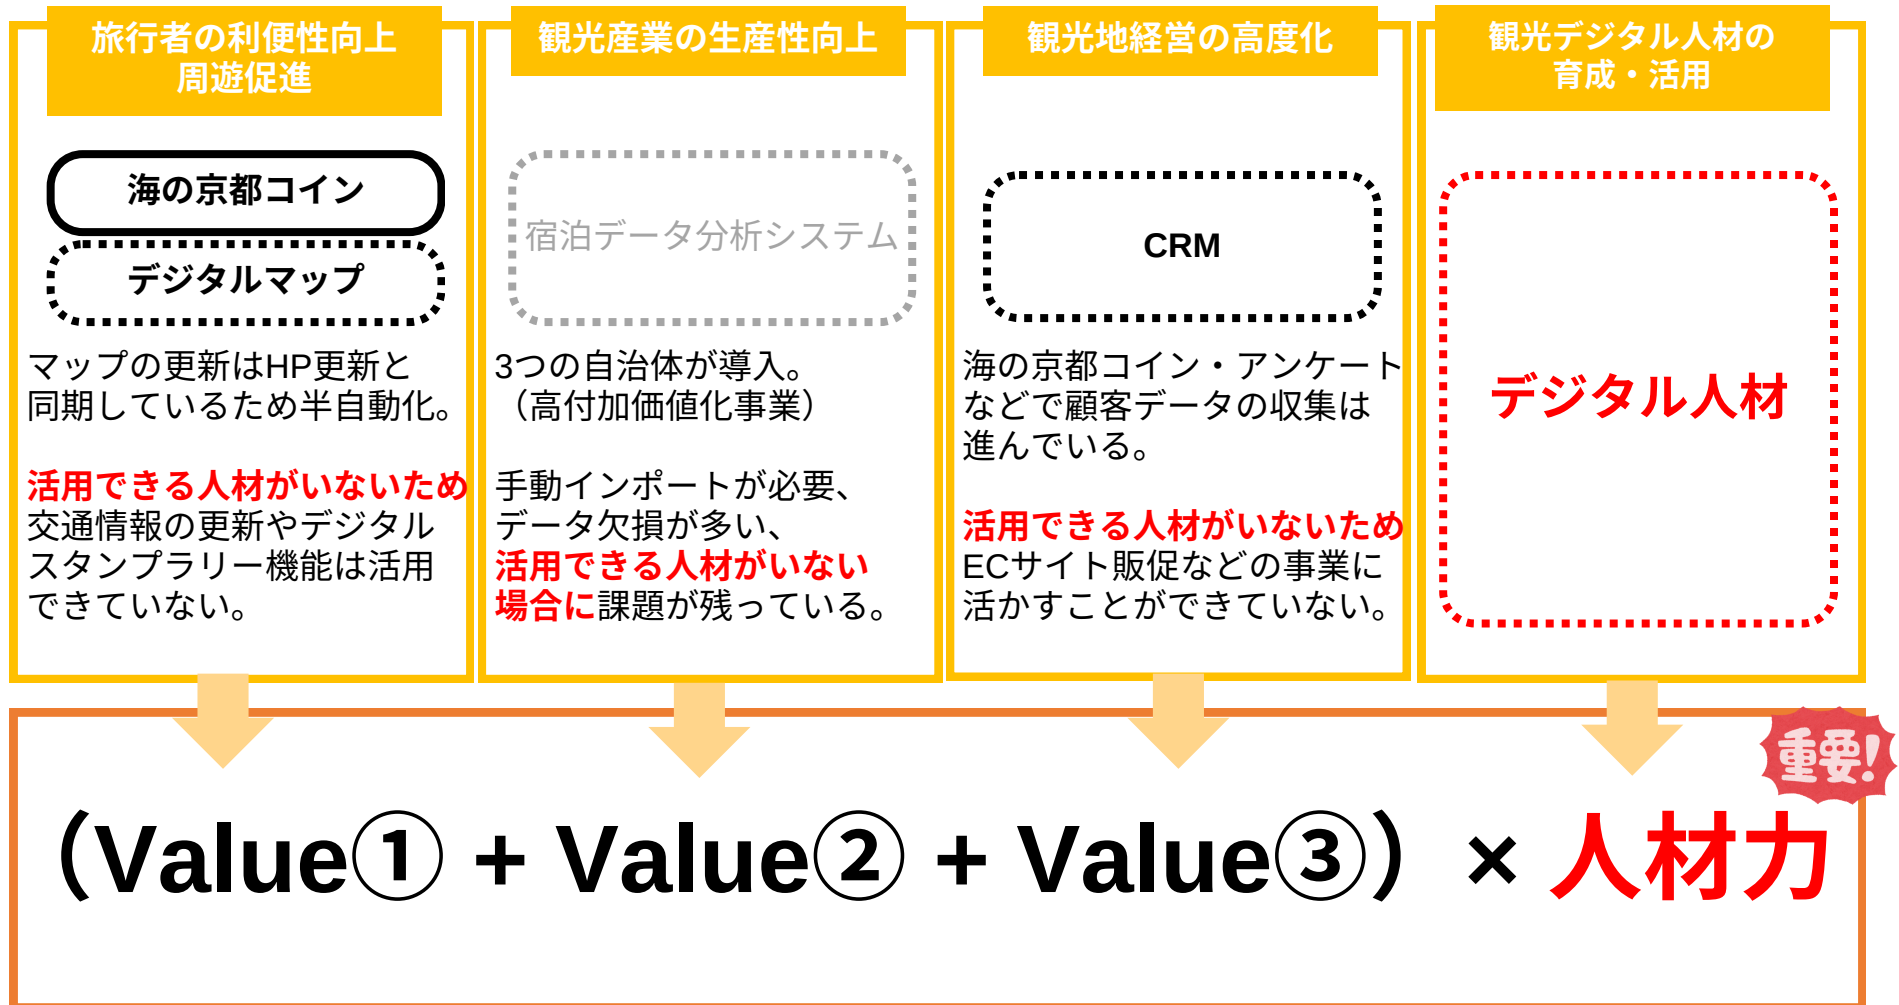 旅行者の利便性向上
周遊促進
海の京都コイン
デジタルマップ
マップの更新はHP更新と
同期しているため半自動化。
活用できる人材がいないため
交通情報の更新やデジタル
スタンプラリー機能は活用
できていない。
観光産業の生産性向上
宿泊データ分析システム
3つの自治体が導入。
（高付加価値化事業）
手動インポートが必要、
データ欠損が多い、
活用できる人材がいない
場合に課題が残っている。
観光地経営の高度化
CRM
海の京都コイン・アンケート
などで顧客データの収集は
進んでいる。
活用できる人材がいないため
ECサイト販促などの事業に
活かすことができていない。
観光デジタル人材の
育成・活用
デジタル人材
重要!
（Value① + Value② + Value③）× 人材力